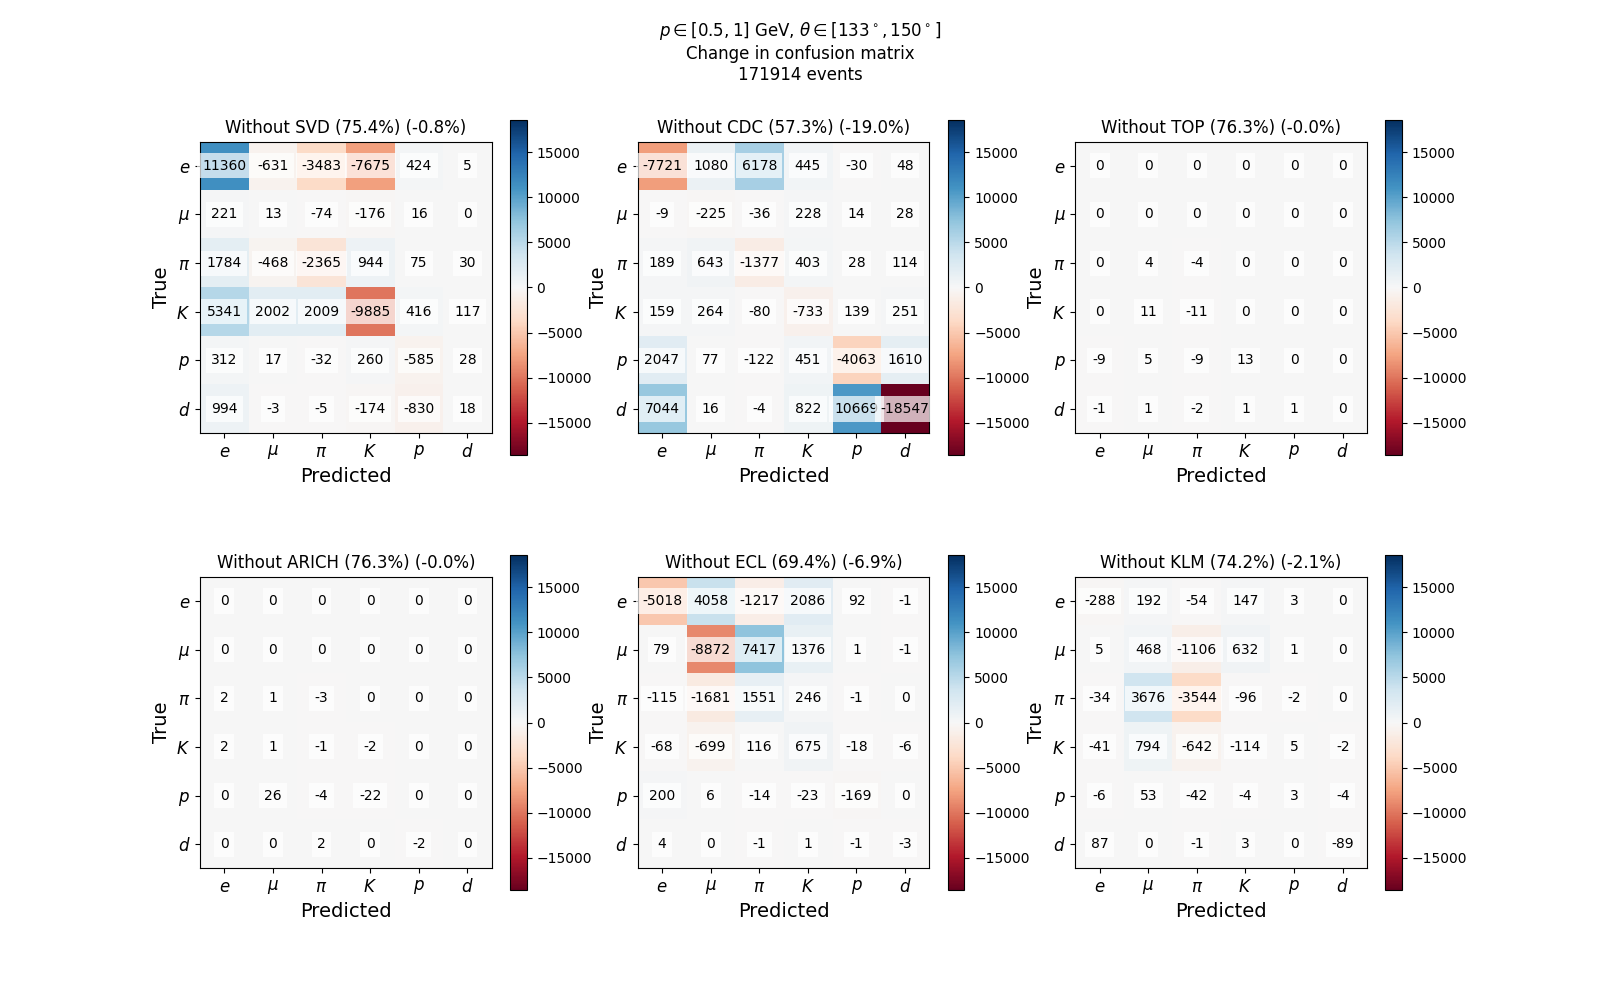 p ∈ [0.5, 1] GeV, θ ∈ [133°, 150°]
Change in confusion matrix
171914 events
Without SVD (75.4%) (-0.8%)
e 11360 -631 -3483 -7675 424 5
μ 221 13 -74 -176 16 0
π 1784 -468 -2365 944 75 30
K 5341 2002 2009 -9885 416 117
p 312 17 -32 260 -585 28
d 994 -3 -5 -174 -830 18
e μ π K p d
Predicted
True
15000
10000
5000
0
−5000
−10000
−15000
Without CDC (57.3%) (-19.0%)
e -7721 1080 6178 445 -30 48
μ -9 -225 -36 228 14 28
π 189 643 -1377 403 28 114
K 159 264 -80 -733 139 251
p 2047 77 -122 451 -4063 1610
d 7044 16 -4 822 10669 -18547
e μ π K p d
Predicted
True
15000
10000
5000
0
−5000
−10000
−15000
Without TOP (76.3%) (-0.0%)
e 0 0 0 0 0 0
μ 0 0 0 0 0 0
π 0 4 -4 0 0 0
K 0 11 -11 0 0 0
p -9 5 -9 13 0 0
d -1 1 -2 1 1 0
e μ π K p d
Predicted
True
15000
10000
5000
0
−5000
−10000
−15000
Without ARICH (76.3%) (-0.0%)
e 0 0 0 0 0 0
μ 0 0 0 0 0 0
π 2 1 -3 0 0 0
K 2 1 -1 -2 0 0
p 0 26 -4 -22 0 0
d 0 0 2 0 -2 0
e μ π K p d
Predicted
True
15000
10000
5000
0
−5000
−10000
−15000
Without ECL (69.4%) (-6.9%)
e -5018 4058 -1217 2086 92 -1
μ 79 -8872 7417 1376 1 -1
π -115 -1681 1551 246 -1 0
K -68 -699 116 675 -18 -6
p 200 6 -14 -23 -169 0
d 4 0 -1 1 -1 -3
e μ π K p d
Predicted
True
15000
10000
5000
0
−5000
−10000
−15000
Without KLM (74.2%) (-2.1%)
e -288 192 -54 147 3 0
μ 5 468 -1106 632 1 0
π -34 3676 -3544 -96 -2 0
K -41 794 -642 -114 5 -2
p -6 53 -42 -4 3 -4
d 87 0 -1 3 0 -89
e μ π K p d
Predicted
True
15000
10000
5000
0
−5000
−10000
−15000